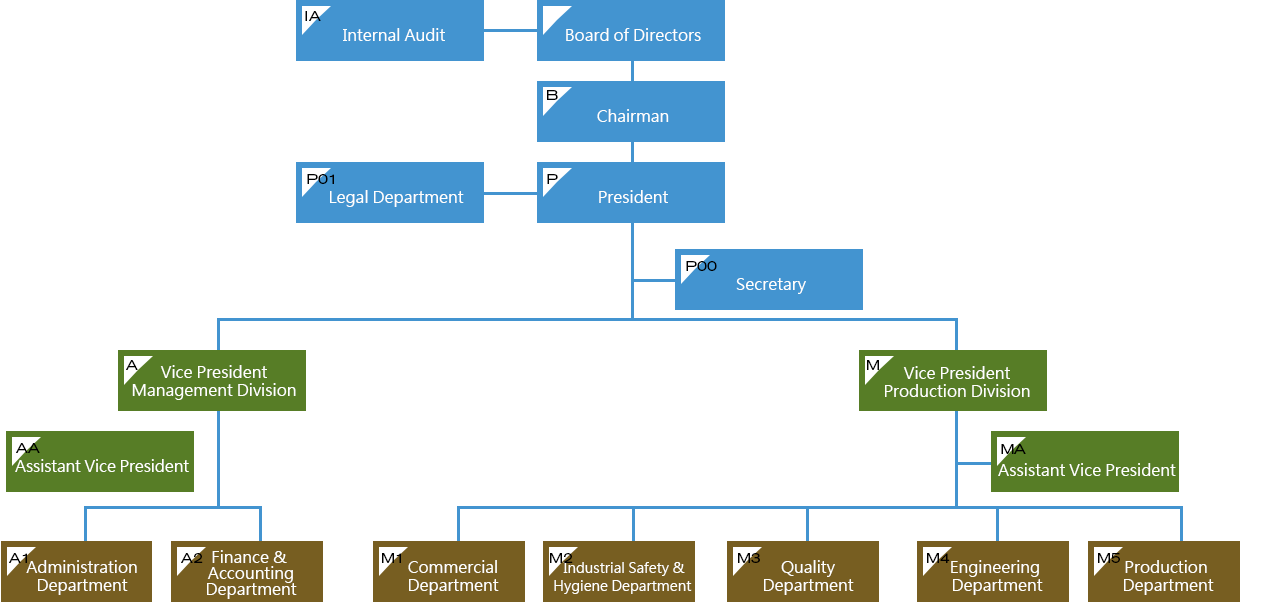 IA
Internal Audit
Board of Directors
B
Chairman
P01
Legal Department
P
President
P00
Secretary
A
Vice President
Management Division
M
Vice President
Production Division
AA
Assistant Vice President
MA
Assistant Vice President
A1
Administration
Department
A2
Finance &
Accounting
Department
M1
Commercial
Department
M2
Industrial Safety &
Hygiene Department
M3
Quality
Department
M4
Engineering
Department
M5
Production
Department